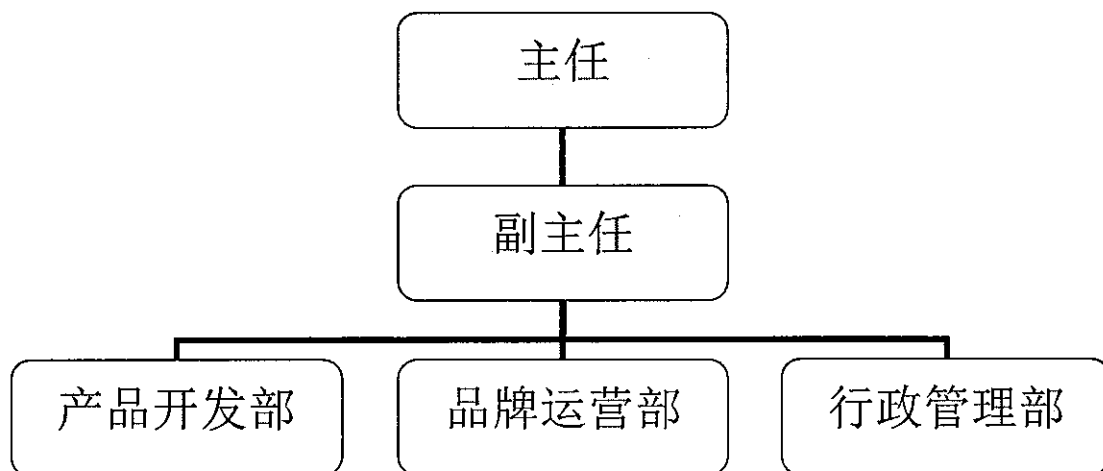 主任
副主任
产品开发部
品牌运营部
行政管理部